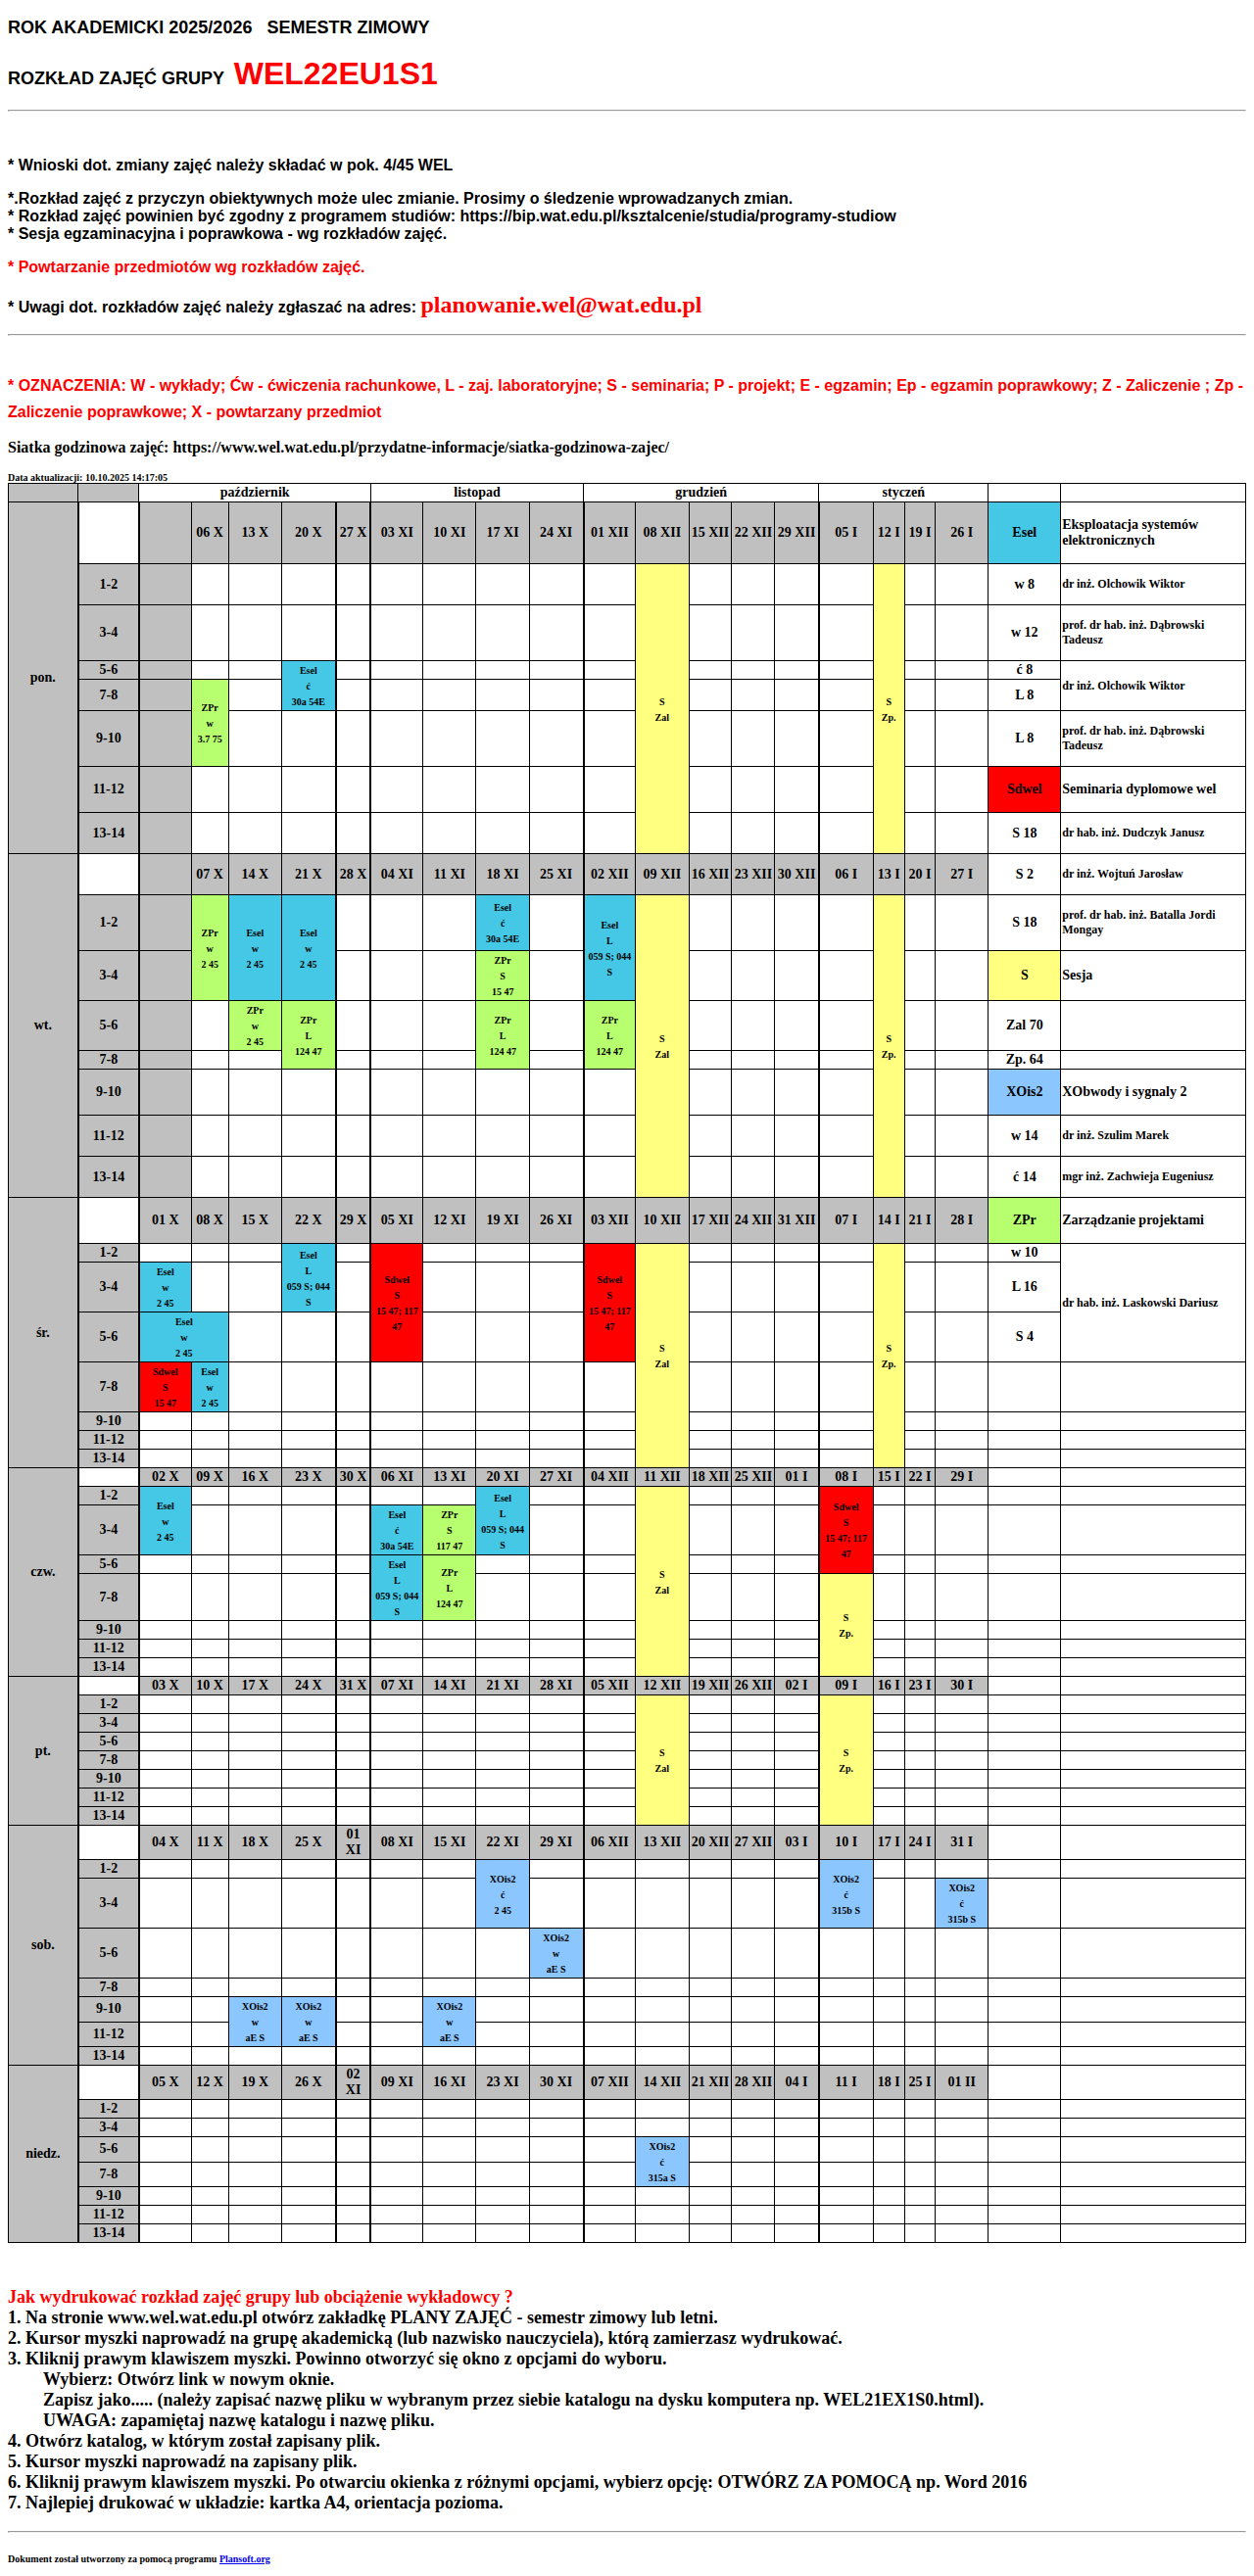 ROK AKADEMICKI 2025/2026 SEMESTR ZIMOWY
ROZKŁAD ZAJĘĆ GRUPY WEL22EU1S1
* Wnioski dot. zmiany zajęć należy składać w pok. 4/45 WEL
*.Rozkład zajęć z przyczyn obiektywnych może ulec zmianie. Prosimy o śledzenie wprowadzanych zmian.
* Rozkład zajęć powinien być zgodny z programem studiów: https://bip.wat.edu.pl/ksztalcenie/studia/programy-studiow
* Sesja egzaminacyjna i poprawkowa - wg rozkładów zajęć.
* Powtarzanie przedmiotów wg rozkładów zajęć.
* Uwagi dot. rozkładów zajęć należy zgłaszać na adres: planowanie.wel@wat.edu.pl
* OZNACZENIA: W - wykłady; Ćw - ćwiczenia rachunkowe, L - zaj. laboratoryjne; S - seminaria; P - projekt; E - egzamin; Ep - egzamin poprawkowy; Z - Zaliczenie ; Zp -
Zaliczenie poprawkowe; X - powtarzany przedmiot
Siatka godzinowa zajęć: https://www.wel.wat.edu.pl/przydatne-informacje/siatka-godzinowa-zajec/
Data aktualizacji: 10.10.2025 14:17:05
październik listopad grudzień styczeń
pon. 06 X 13 X 20 X 27 X 03 XI 10 XI 17 XI 24 XI 01 XII 08 XII 15 XII 22 XII 29 XII 05 I 12 I 19 I 26 I Esel Eksploatacja systemów
elektronicznych
1-2 w 8 dr inż. Olchowik Wiktor
3-4 w 12 prof. dr hab. inż. Dąbrowski
Tadeusz
5-6 Esel
ć
30a 54E ć 8 dr inż. Olchowik Wiktor
7-8 ZPr
w
3.7 75 S
Zal S
Zp. L 8
9-10 L 8 prof. dr hab. inż. Dąbrowski
Tadeusz
11-12 Sdwel Seminaria dyplomowe wel
13-14 S 18 dr hab. inż. Dudczyk Janusz
wt. 07 X 14 X 21 X 28 X 04 XI 11 XI 18 XI 25 XI 02 XII 09 XII 16 XII 23 XII 30 XII 06 I 13 I 20 I 27 I S 2 dr inż. Wojtuń Jarosław
1-2 ZPr
w
2 45 Esel
w
2 45 Esel
w
2 45 Esel
ć
30a 54E Esel
L
059 S; 044
S S 18 prof. dr hab. inż. Batalla Jordi
Mongay
3-4 ZPr
S
15 47 S Sesja
5-6 ZPr
w
2 45 ZPr
L
124 47 ZPr
L
124 47 ZPr
L
124 47 S
Zal S
Zp. Zal 70
7-8 Zp. 64
9-10 XOis2 XObwody i sygnaly 2
11-12 w 14 dr inż. Szulim Marek
13-14 ć 14 mgr inż. Zachwieja Eugeniusz
śr. 01 X 08 X 15 X 22 X 29 X 05 XI 12 XI 19 XI 26 XI 03 XII 10 XII 17 XII 24 XII 31 XII 07 I 14 I 21 I 28 I ZPr Zarządzanie projektami
1-2 Esel
L
059 S; 044
S Sdwel
S
15 47; 117
47 Sdwel
S
15 47; 117
47 w 10
3-4 Esel
w
2 45 L 16 dr hab. inż. Laskowski Dariusz
5-6 Esel
w
2 45 S
Zal S
Zp. S 4
7-8 Sdwel
S
15 47 Esel
w
2 45
9-10
11-12
13-14
czw. 02 X 09 X 16 X 23 X 30 X 06 XI 13 XI 20 XI 27 XI 04 XII 11 XII 18 XII 25 XII 01 I 08 I 15 I 22 I 29 I
1-2 Esel
w
2 45 Esel
L
059 S; 044
S Sdwel
S
15 47; 117
47
3-4 Esel
ć
30a 54E ZPr
S
117 47
5-6 Esel
L
059 S; 044
S ZPr
L
124 47 S
Zal
7-8 S
Zp.
9-10
11-12
13-14
pt. 03 X 10 X 17 X 24 X 31 X 07 XI 14 XI 21 XI 28 XI 05 XII 12 XII 19 XII 26 XII 02 I 09 I 16 I 23 I 30 I
1-2
3-4
5-6
7-8 S
Zal S
Zp.
9-10
11-12
13-14
sob. 04 X 11 X 18 X 25 X 01
XI 08 XI 15 XI 22 XI 29 XI 06 XII 13 XII 20 XII 27 XII 03 I 10 I 17 I 24 I 31 I
1-2 XOis2
ć
2 45 XOis2
ć
315b S
3-4 XOis2
ć
315b S
5-6 XOis2
w
aE S
7-8
9-10 XOis2
w
aE S XOis2
w
aE S XOis2
w
aE S
11-12
13-14
niedz. 05 X 12 X 19 X 26 X 02
XI 09 XI 16 XI 23 XI 30 XI 07 XII 14 XII 21 XII 28 XII 04 I 11 I 18 I 25 I 01 II
1-2
3-4
5-6 XOis2
ć
315a S
7-8
9-10
11-12
13-14
Jak wydrukować rozkład zajęć grupy lub obciążenie wykładowcy ?
1. Na stronie www.wel.wat.edu.pl otwórz zakładkę PLANY ZAJĘĆ - semestr zimowy lub letni.
2. Kursor myszki naprowadź na grupę akademicką (lub nazwisko nauczyciela), którą zamierzasz wydrukować.
3. Kliknij prawym klawiszem myszki. Powinno otworzyć się okno z opcjami do wyboru.
Wybierz: Otwórz link w nowym oknie.
Zapisz jako..... (należy zapisać nazwę pliku w wybranym przez siebie katalogu na dysku komputera np. WEL21EX1S0.html).
UWAGA: zapamiętaj nazwę katalogu i nazwę pliku.
4. Otwórz katalog, w którym został zapisany plik.
5. Kursor myszki naprowadź na zapisany plik.
6. Kliknij prawym klawiszem myszki. Po otwarciu okienka z różnymi opcjami, wybierz opcję: OTWÓRZ ZA POMOCĄ np. Word 2016
7. Najlepiej drukować w układzie: kartka A4, orientacja pozioma.
Dokument został utworzony za pomocą programu Plansoft.org